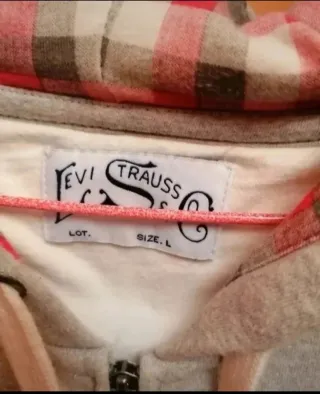 LEVI STRAUSS
& CO
LOT. SIZE. L